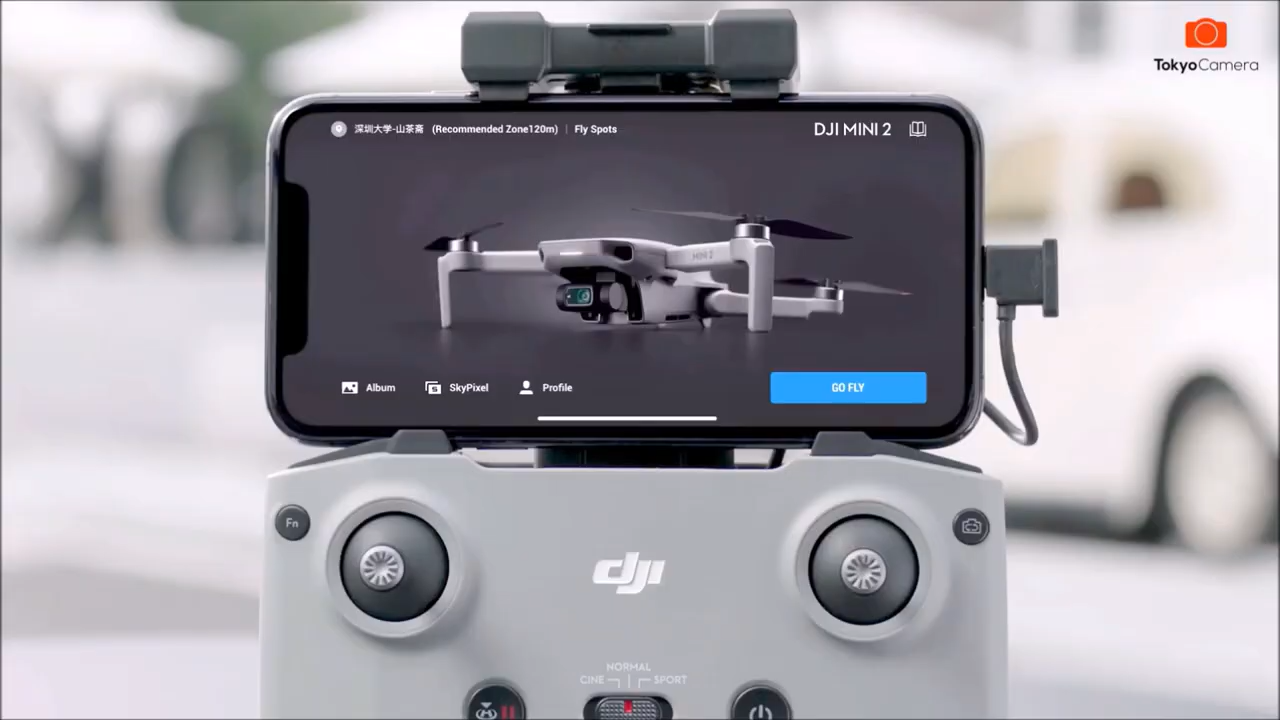 TokyoCamera
深圳大学-山茶斋 (Recommended Zone120m) | Fly Spots
DJI MINI 2
MINI 2
Album
SkyPixel
Profile
GO FLY
Fn
dji
NORMAL
CINE
SPORT